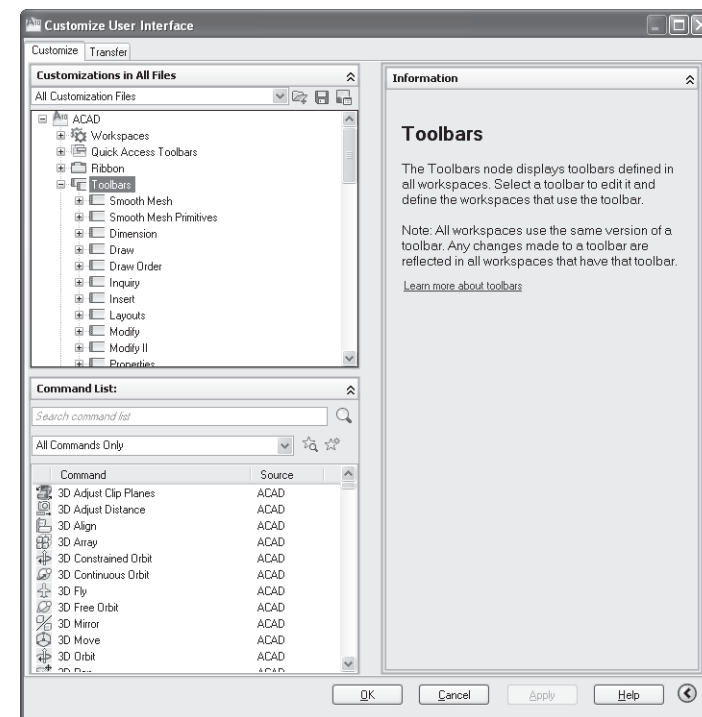 Customize User Interface
Customize Transfer
Customizations in All Files
All Customization Files
ACAD
Workspaces
Quick Access Toolbars
Ribbon
Toolbars
Smooth Mesh
Smooth Mesh Primitives
Dimension
Draw
Draw Order
Inquiry
Insert
Layouts
Modify
Modify II
Properties
Command List:
Search command list
All Commands Only
Command Source
3D Adjust Clip Planes ACAD
3D Adjust Distance ACAD
3D Align ACAD
3D Array ACAD
3D Constrained Orbit ACAD
3D Continuous Orbit ACAD
3D Fly ACAD
3D Free Orbit ACAD
3D Mirror ACAD
3D Move ACAD
3D Orbit ACAD
3D Pan ACAD
Information
Toolbars
The Toolbars node displays toolbars defined in
all workspaces. Select a toolbar to edit it and
define the workspaces that use the toolbar.
Note: All workspaces use the same version of a
toolbar. Any changes made to a toolbar are
reflected in all workspaces that have that toolbar.
Learn more about toolbars
OK Cancel Apply Help